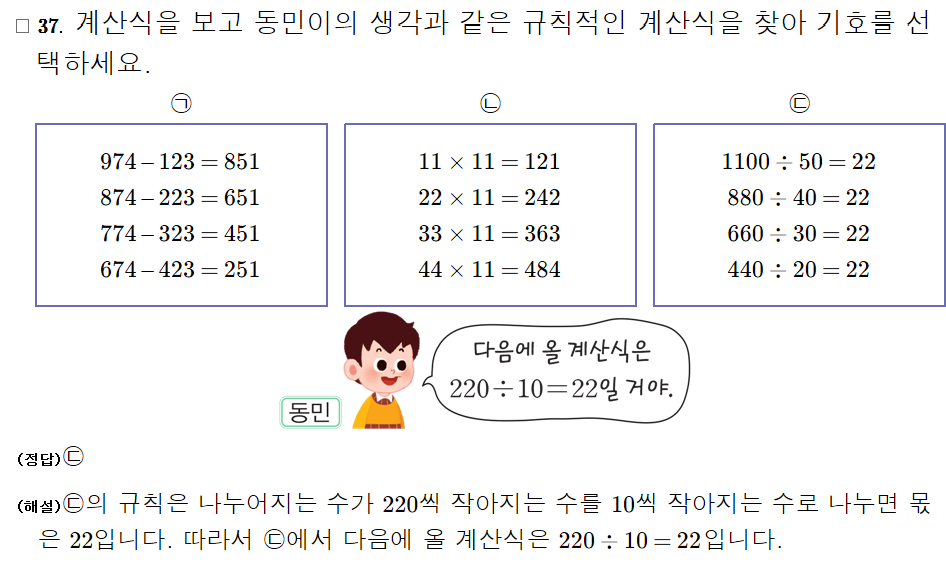 □ 37. 계산식을 보고 동민이의 생각과 같은 규칙적인 계산식을 찾아 기호를 선
택하세요.
㉠
974 – 123 = 851
874 – 223 = 651
774 – 323 = 451
674 – 423 = 251
㉡
11 × 11 = 121
22 × 11 = 242
33 × 11 = 363
44 × 11 = 484
㉢
1100 ÷ 50 = 22
880 ÷ 40 = 22
660 ÷ 30 = 22
440 ÷ 20 = 22
동민
다음에 올 계산식은
220÷10=22일 거야.
(정답)㉢
(해설)㉢의 규칙은 나누어지는 수가 220씩 작아지는 수를 10씩 작아지는 수로 나누면 몫
은 22입니다. 따라서 ㉢에서 다음에 올 계산식은 220 ÷ 10 = 22입니다.